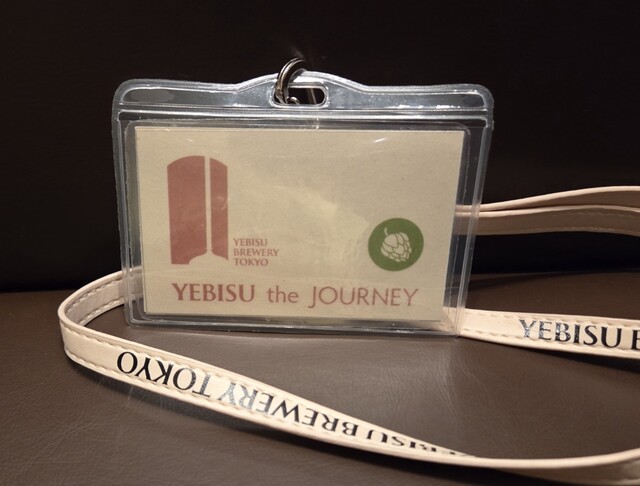 YEBISU
BREWERY
TOKYO
YEBISU the JOURNEY
YEBISU
YEBISU BREWERY TOKYO